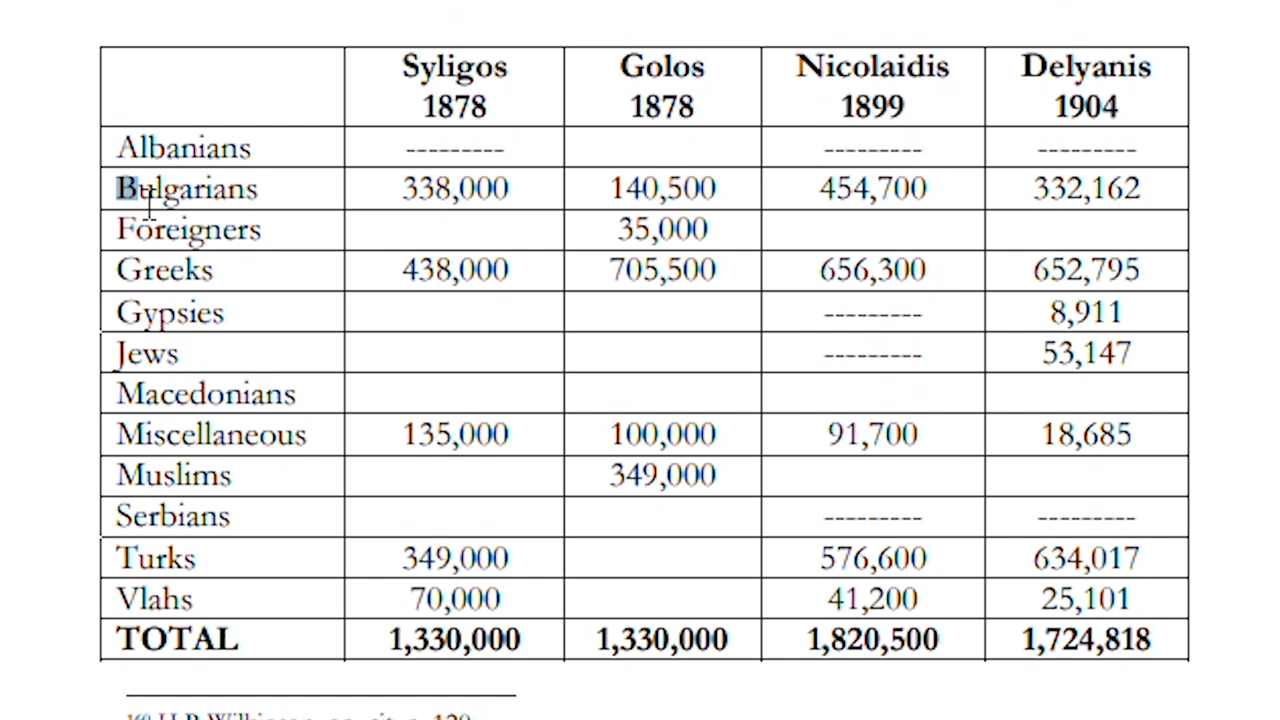 Syligos Golos Nicolaidis Delyanis
1878 1878 1899 1904
Albanians --------- --------- ---------
Bulgarians 338,000 140,500 454,700 332,162
Foreigners 35,000
Greeks 438,000 705,500 656,300 652,795
Gypsies --------- 8,911
Jews --------- 53,147
Macedonians
Miscellaneous 135,000 100,000 91,700 18,685
Muslims 349,000
Serbians --------- ---------
Turks 349,000 576,600 634,017
Vlahs 70,000 41,200 25,101
TOTAL 1,330,000 1,330,000 1,820,500 1,724,818